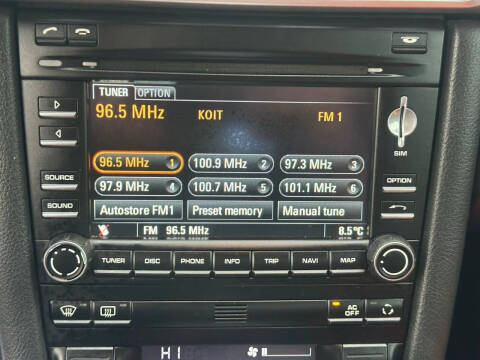 TUNER OPTION
96.5 MHz KOIT FM 1
SIM
96.5 MHz 1 100.9 MHz 2 97.3 MHz 3
97.9 MHz 4 100.7 MHz 5 101.1 MHz 6
SOURCE
OPTION
SOUND
Autostore FM1 Preset memory Manual tune
FM 96.5 MHz 8.5°C
TUNER DISC PHONE INFO TRIP NAVI MAP
AC
OFF
HI